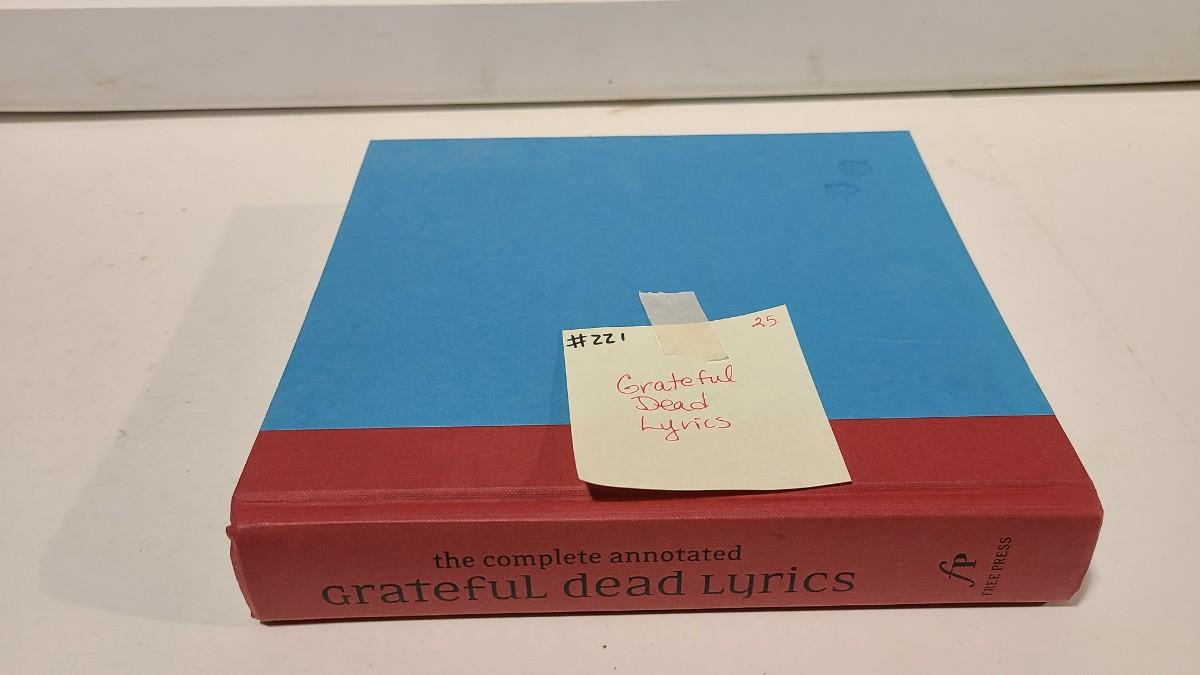 #221
25
Grateful
Dead
Lyrics
the complete annotated
Grateful dead Lyrics
fP
FREE PRESS